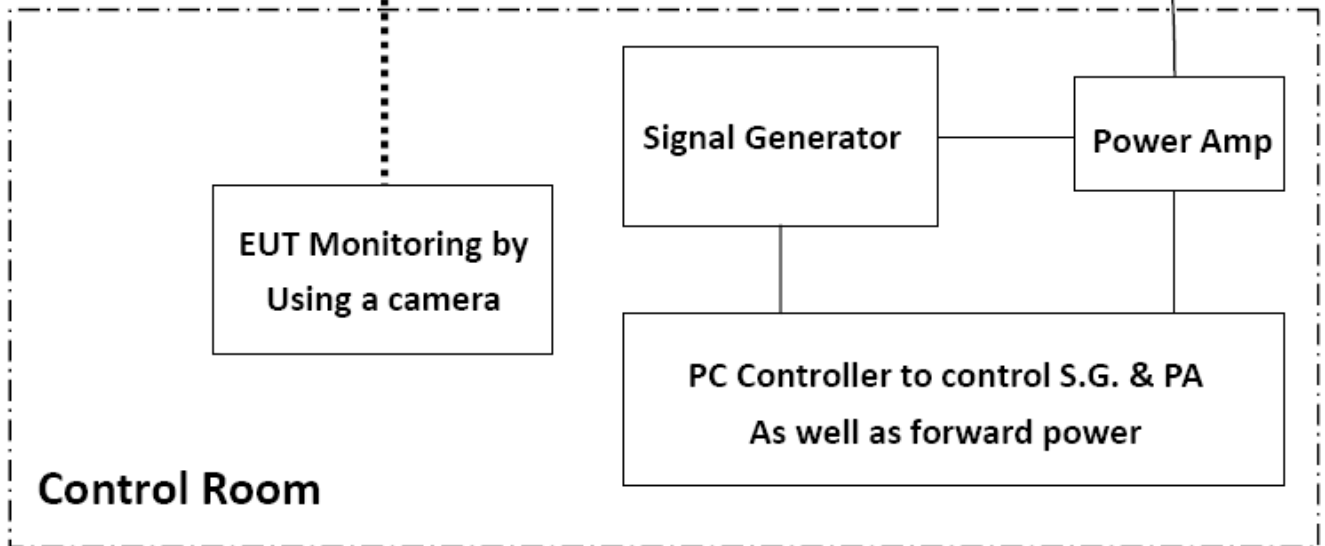 Signal Generator
Power Amp
EUT Monitoring by
Using a camera
PC Controller to control S.G. & PA
As well as forward power
Control Room